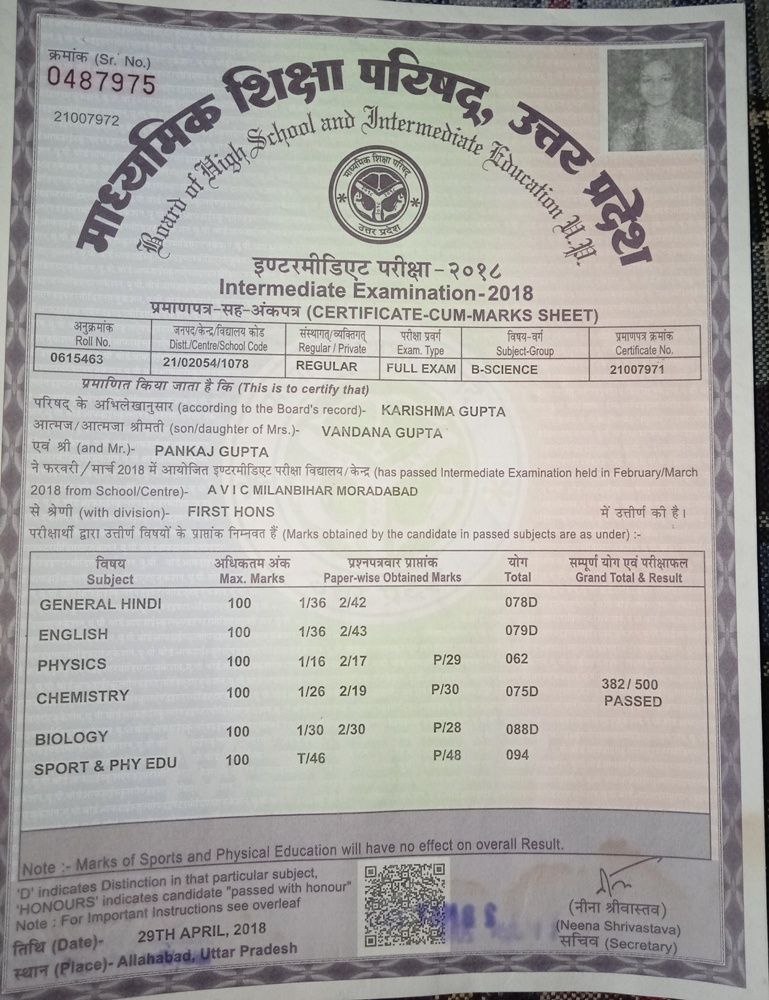 क्रमांक (Sr. No.)
0487975
21007972
माध्यमिक शिक्षा परिषद्, उत्तर प्रदेश
Board of High School and Intermediate Education U.P.
माध्यमिक शिक्षा परिषद्
उत्तर प्रदेश
इण्टरमीडिएट परीक्षा-२०१८
Intermediate Examination-2018
प्रमाणपत्र-सह-अंकपत्र (CERTIFICATE-CUM-MARKS SHEET)
अनुक्रमांक जनपद/केन्द्र/विद्यालय कोड संस्थागत/व्यक्तिगत् परीक्षा प्रवर्ग विषय-वर्ग प्रमाणपत्र क्रमांक
Roll No. Distt./Centre/School Code Regular / Private Exam. Type Subject-Group Certificate No.
0615463 21/02054/1078 REGULAR FULL EXAM B-SCIENCE 21007971
प्रमाणित किया जाता है कि (This is to certify that)
परिषद के अभिलेखानुसार (according to the Board's record)- KARISHMA GUPTA
आत्मज/आत्मजा श्रीमती (son/daughter of Mrs.)- VANDANA GUPTA
एवं श्री (and Mr.)- PANKAJ GUPTA
ने फरवरी/मार्च 2018 में आयोजित इण्टरमीडिएट परीक्षा विद्यालय/केन्द्र (has passed Intermediate Examination held in February/March
2018 from School/Centre)- A V I C MILANBIHAR MORADABAD
से श्रेणी (with division)- FIRST HONS में उत्तीर्ण की है।
परीक्षार्थी द्वारा उत्तीर्ण विषयों के प्राप्तांक निम्नवत हैं (Marks obtained by the candidate in passed subjects are as under) :-
विषय अधिकतम अंक प्रश्नपत्रवार प्राप्तांक योग सम्पूर्ण योग एवं परीक्षाफल
Subject Max. Marks Paper-wise Obtained Marks Total Grand Total & Result
GENERAL HINDI 100 1/36 2/42 078D
ENGLISH 100 1/36 2/43 079D
PHYSICS 100 1/16 2/17 P/29 062
CHEMISTRY 100 1/26 2/19 P/30 075D 382/ 500
PASSED
BIOLOGY 100 1/30 2/30 P/28 088D
SPORT & PHY EDU 100 T/46 P/48 094
Note :- Marks of Sports and Physical Education will have no effect on overall Result.
'D' indicates Distinction in that particular subject,
'HONOURS' indicates candidate "passed with honour"
Note : For Important Instructions see overleaf
तिथि (Date)- 29TH APRIL, 2018
स्थान (Place)- Allahabad, Uttar Pradesh
(नीना श्रीवास्तव)
(Neena Shrivastava)
सचिव (Secretary)